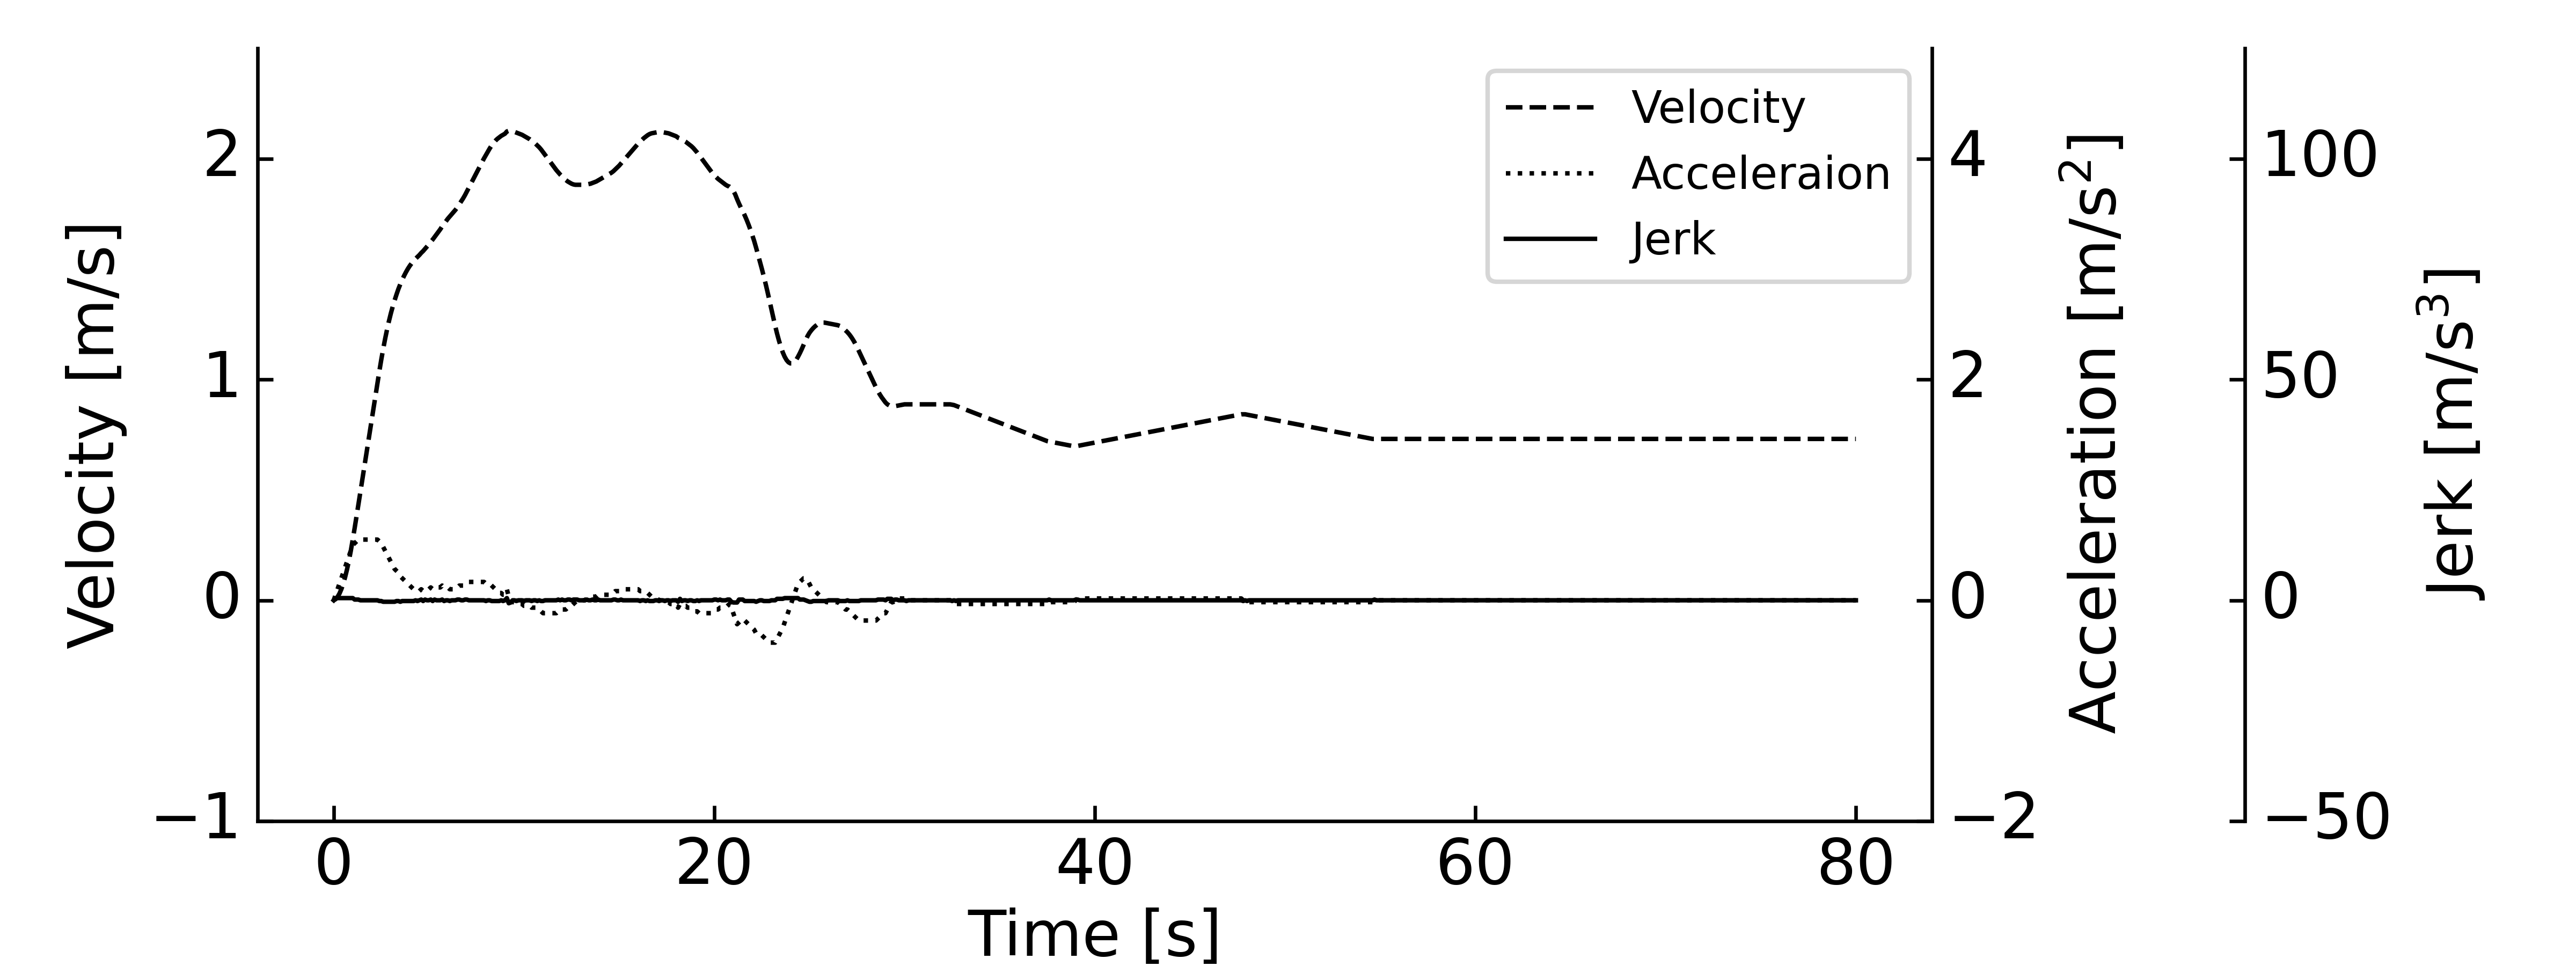 Velocity [m/s]
2
1
0
−1
0 20 40 60 80
Time [s]
Velocity
Acceleraion
Jerk
4
2
0
−2
Acceleration [m/s²]
100
50
0
−50
Jerk [m/s³]